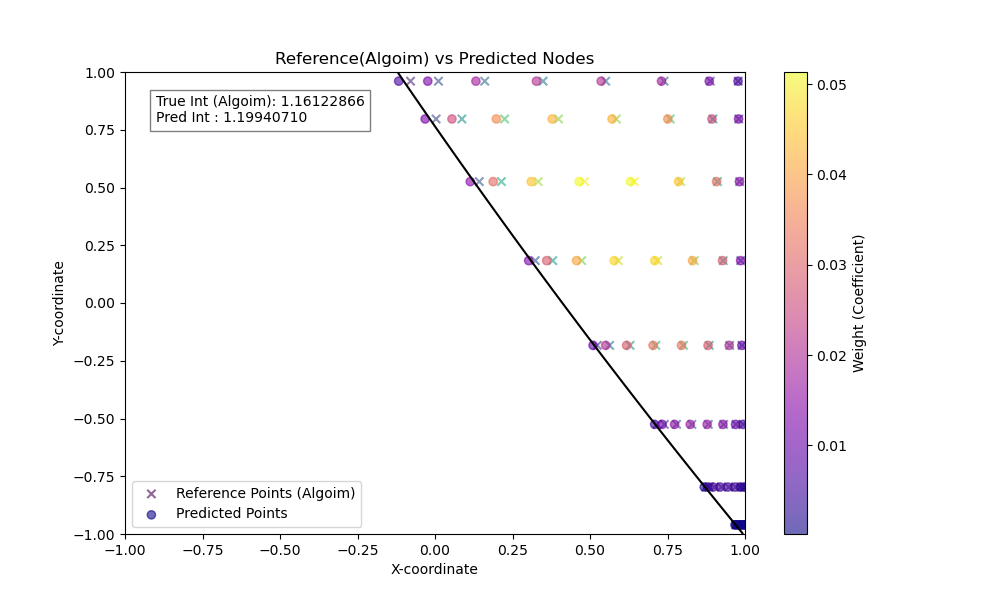 Reference(Algoim) vs Predicted Nodes
True Int (Algoim): 1.16122866
Pred Int : 1.19940710
1.00
0.75
0.50
0.25
0.00
−0.25
−0.50
−0.75
−1.00
Y-coordinate
Reference Points (Algoim)
Predicted Points
−1.00 −0.75 −0.50 −0.25 0.00 0.25 0.50 0.75 1.00
X-coordinate
0.05
0.04
0.03
0.02
0.01
Weight (Coefficient)